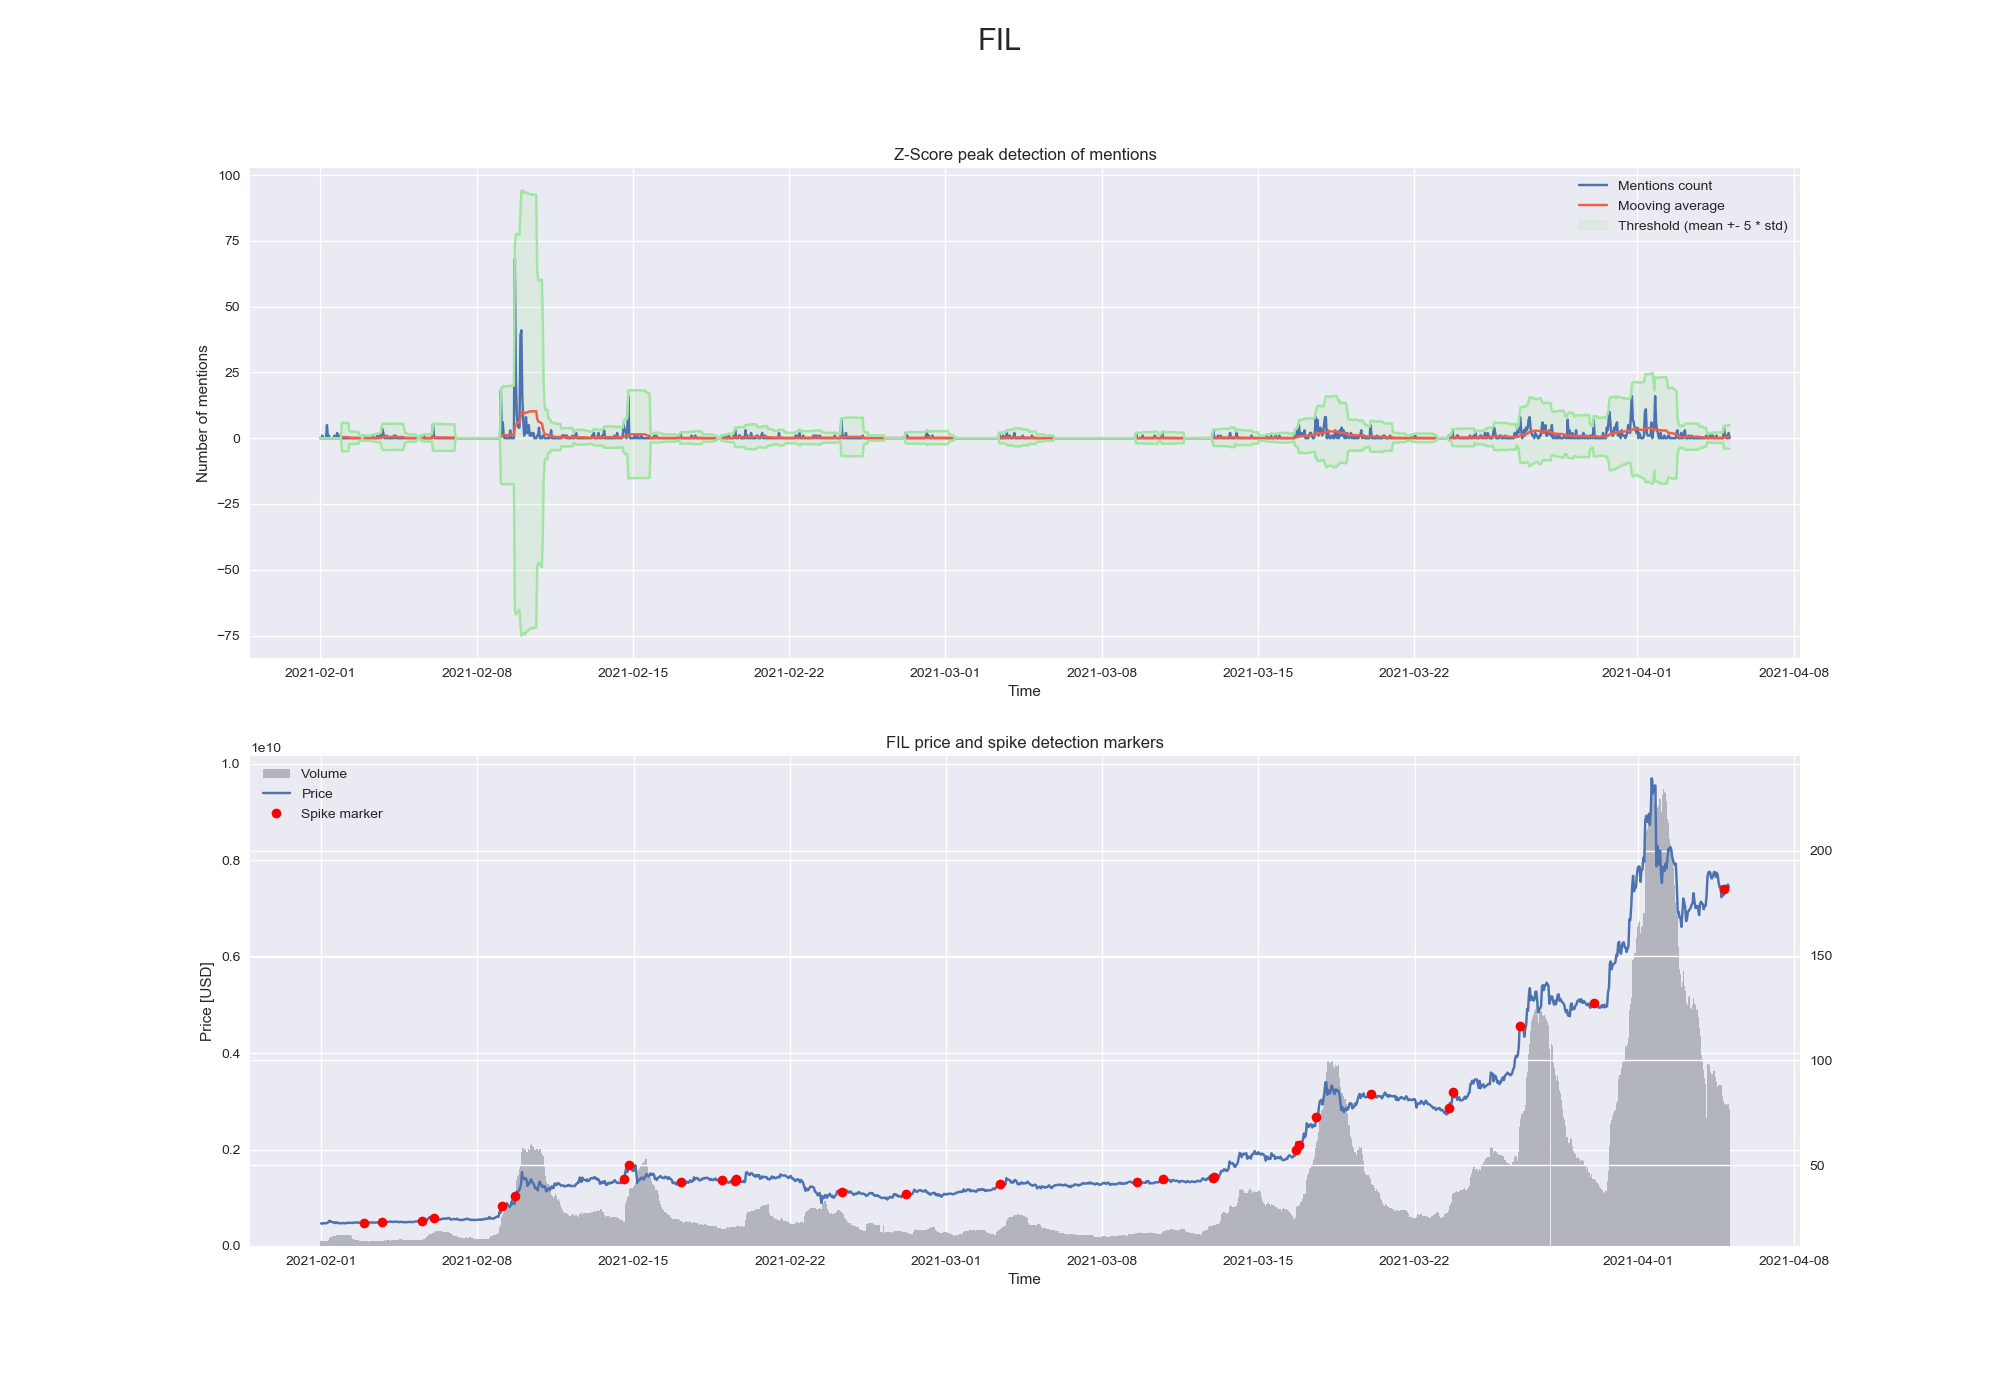 FIL
Z-Score peak detection of mentions
Mentions count
Mooving average
Threshold (mean +- 5 * std)
Number of mentions
100
75
50
25
0
−25
−50
−75
2021-02-01 2021-02-08 2021-02-15 2021-02-22 2021-03-01 2021-03-08 2021-03-15 2021-03-22 2021-04-01 2021-04-08
Time
FIL price and spike detection markers
1e10
Volume
Price
Spike marker
Price [USD]
1.0
0.8
0.6
0.4
0.2
0.0
200
150
100
50
2021-02-01 2021-02-08 2021-02-15 2021-02-22 2021-03-01 2021-03-08 2021-03-15 2021-03-22 2021-04-01 2021-04-08
Time